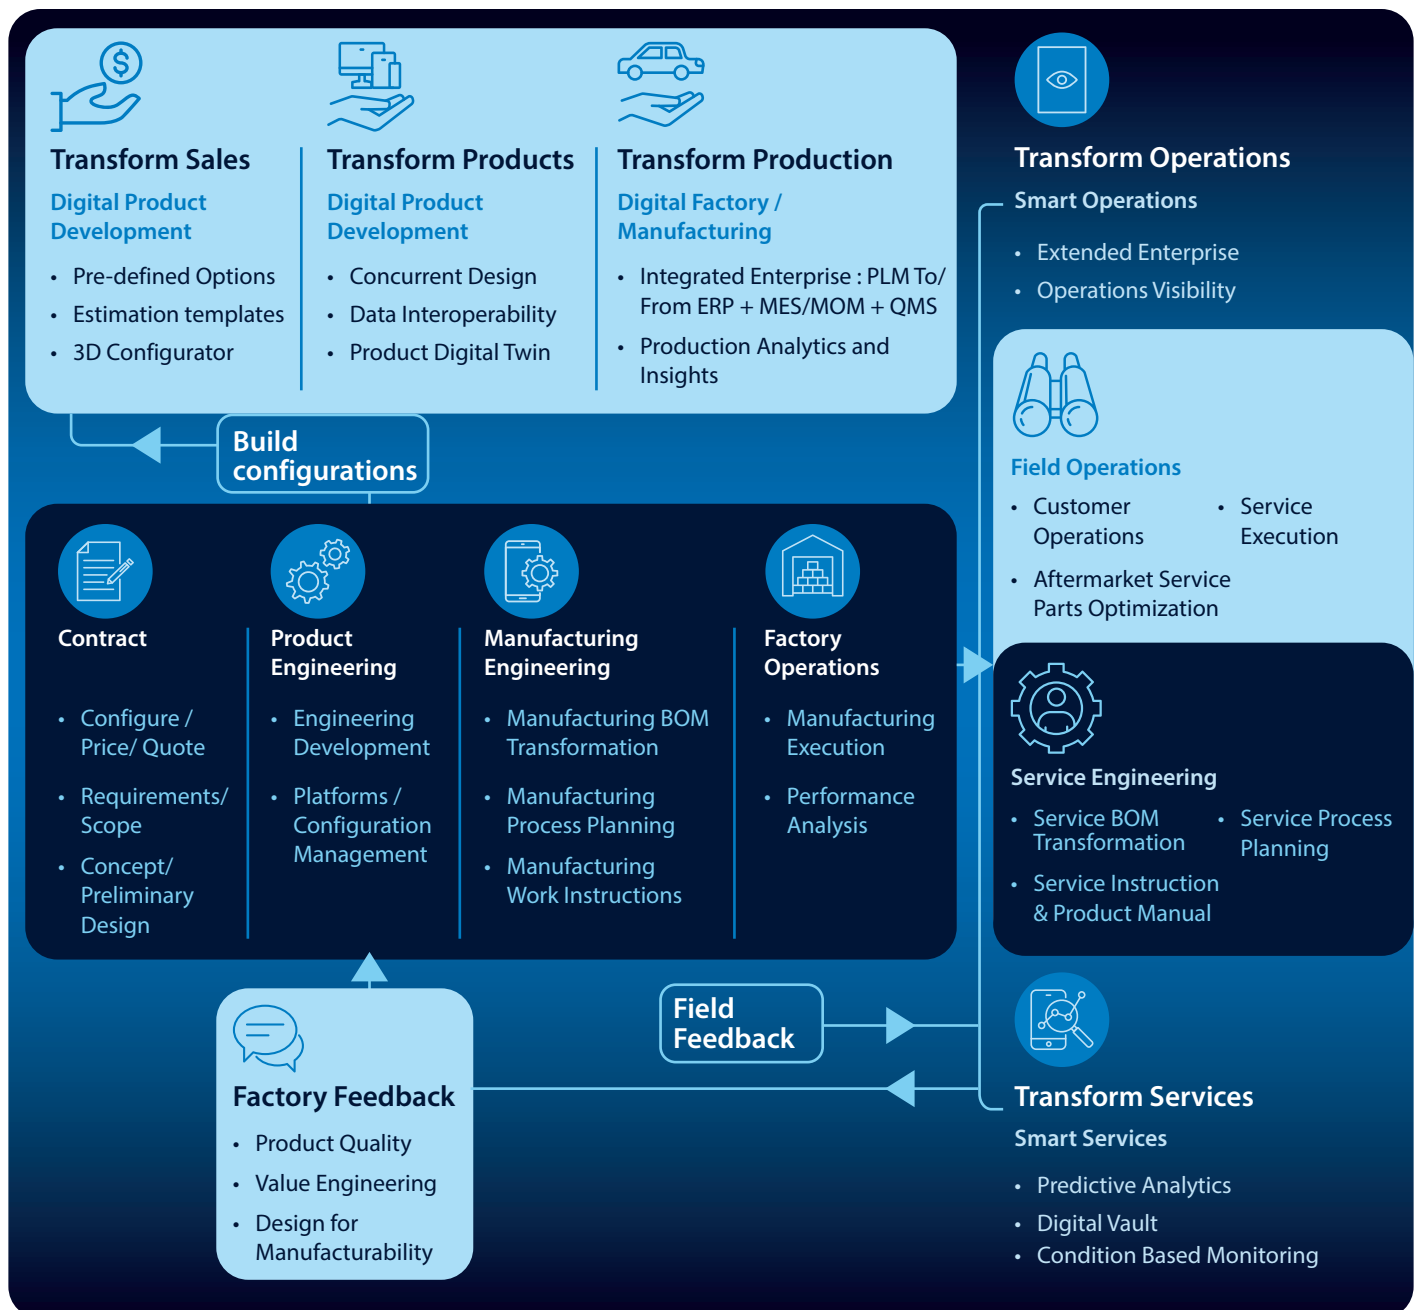 $
Transform Sales
Digital Product
Development
• Pre-defined Options
• Estimation templates
• 3D Configurator
Transform Products
Digital Product
Development
• Concurrent Design
• Data Interoperability
• Product Digital Twin
Transform Production
Digital Factory /
Manufacturing
• Integrated Enterprise : PLM To/
From ERP + MES/MOM + QMS
• Production Analytics and
Insights
Transform Operations
Smart Operations
• Extended Enterprise
• Operations Visibility
Build
configurations
Field Operations
• Customer
Operations
• Service
Execution
• Aftermarket Service
Parts Optimization
Contract
• Configure /
Price/ Quote
• Requirements/
Scope
• Concept/
Preliminary
Design
Product
Engineering
• Engineering
Development
• Platforms /
Configuration
Management
Manufacturing
Engineering
• Manufacturing BOM
Transformation
• Manufacturing
Process Planning
• Manufacturing
Work Instructions
Factory
Operations
• Manufacturing
Execution
• Performance
Analysis
Service Engineering
• Service BOM
Transformation
• Service Process
Planning
• Service Instruction
& Product Manual
Field
Feedback
Factory Feedback
• Product Quality
• Value Engineering
• Design for
Manufacturability
Transform Services
Smart Services
• Predictive Analytics
• Digital Vault
• Condition Based Monitoring